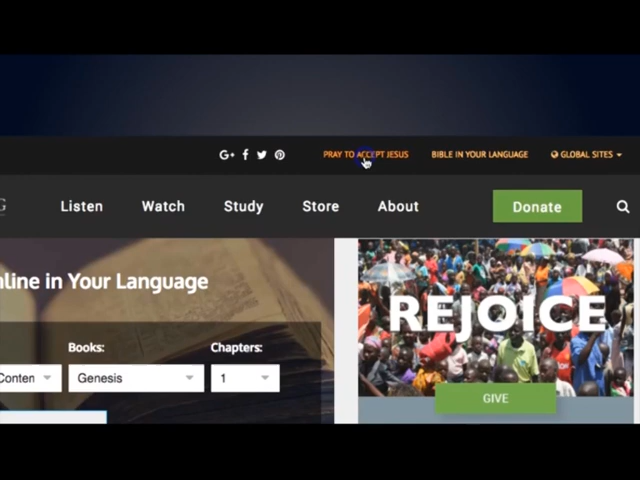 G+
PRAY TO ACCEPT JESUS
BIBLE IN YOUR LANGUAGE
GLOBAL SITES
G
Listen
Watch
Study
Store
About
Donate
nline in Your Language
REJOICE
Books:
Chapters:
Conten
Genesis
1
GIVE